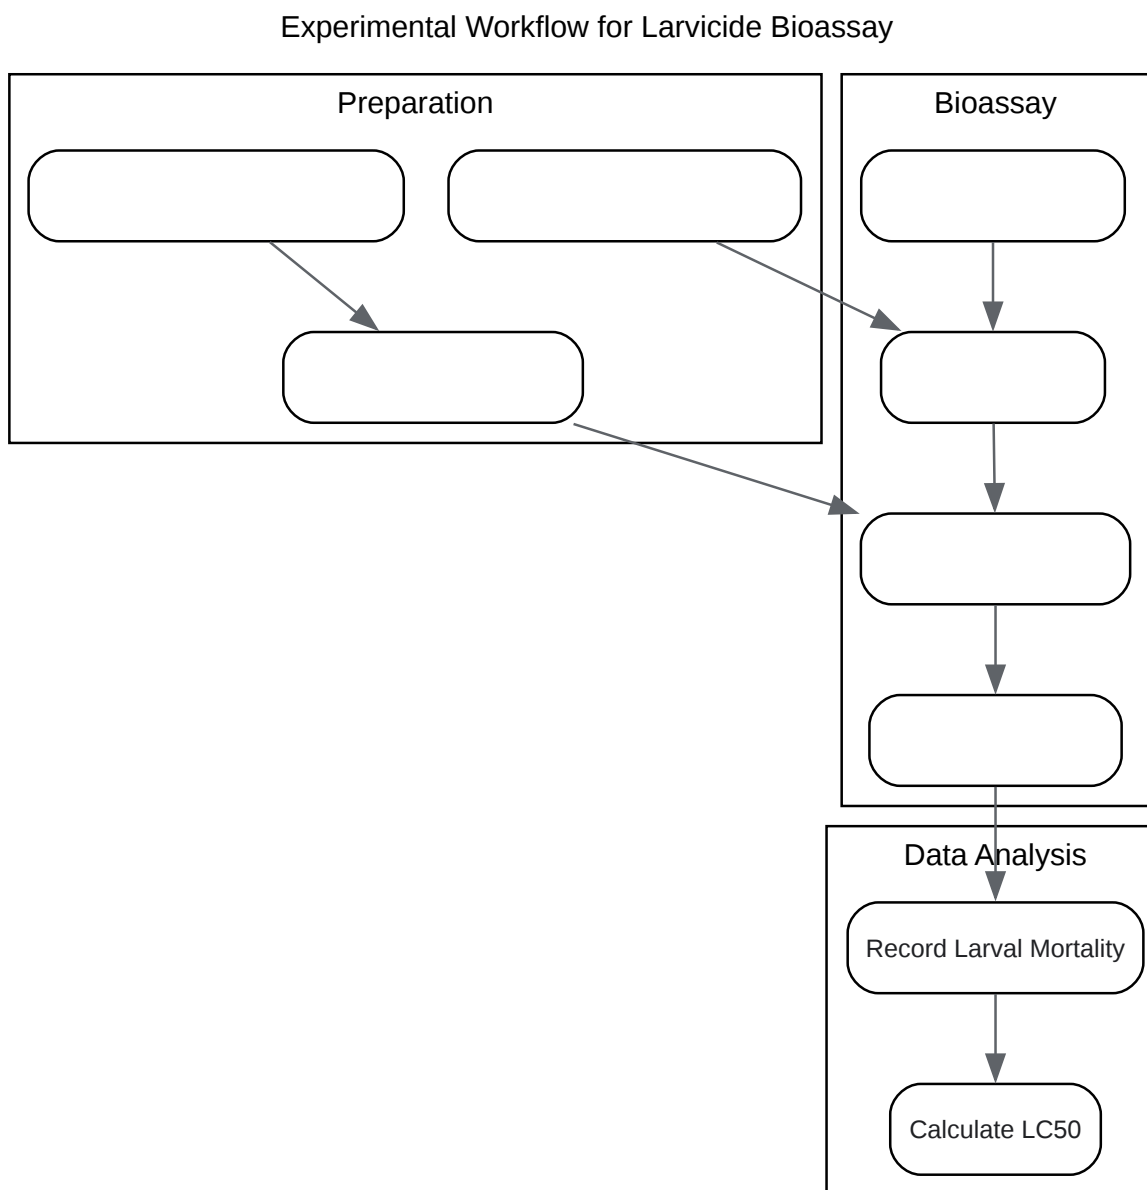 Experimental Workflow for Larvicide Bioassay
Preparation
Bioassay
Data Analysis
Record Larval Mortality
Calculate LC50